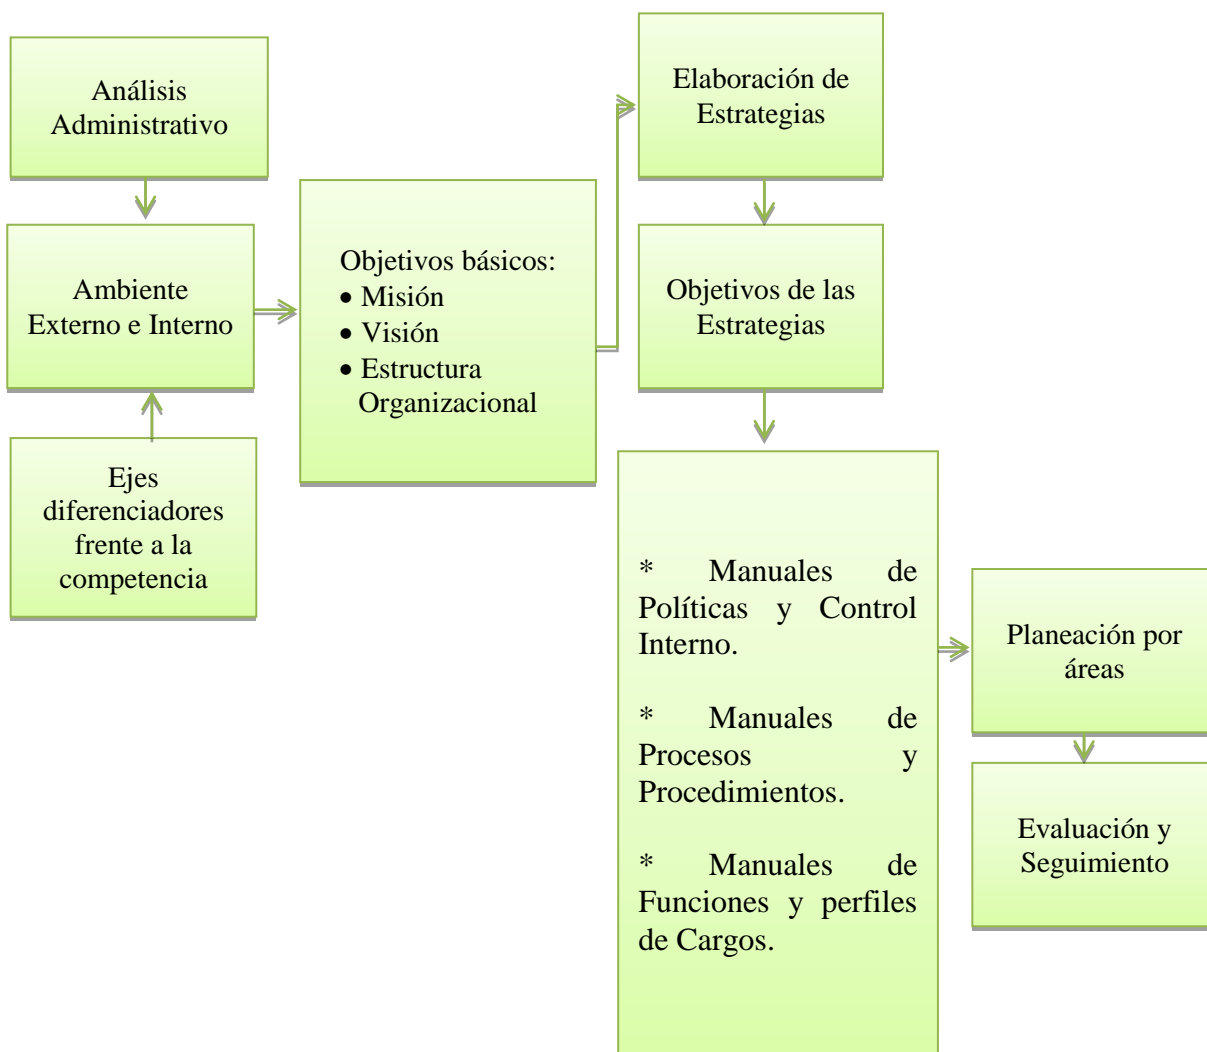 Análisis
Administrativo
Ambiente
Externo e Interno
Ejes
diferenciadores
frente a la
competencia
Objetivos básicos:
• Misión
• Visión
• Estructura
Organizacional
Elaboración de
Estrategias
Objetivos de las
Estrategias
* Manuales de
Políticas y Control
Interno.
* Manuales de
Procesos y
Procedimientos.
* Manuales de
Funciones y perfiles
de Cargos.
Planeación por
áreas
Evaluación y
Seguimiento